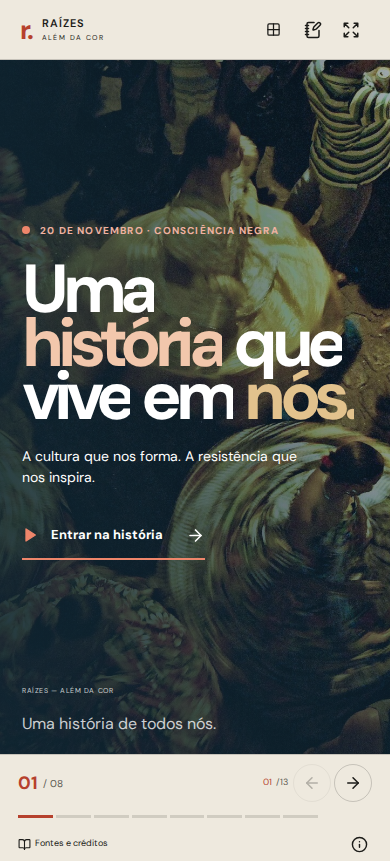 r. RAÍZES
ALÉM DA COR
20 DE NOVEMBRO · CONSCIÊNCIA NEGRA
Uma
história que
vive em nós.
A cultura que nos forma. A resistência que
nos inspira.
Entrar na história
RAÍZES — ALÉM DA COR
Uma história de todos nós.
01 / 08
01 /13
Fontes e créditos